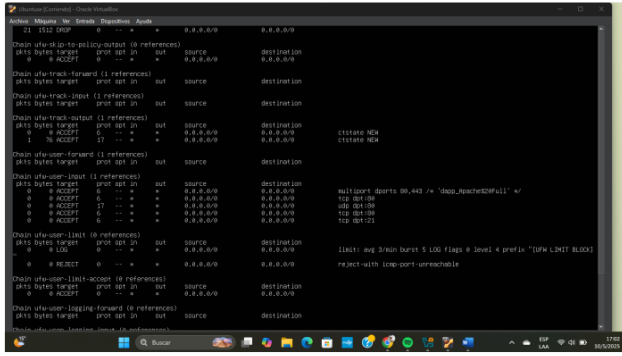 Ubuntuse [Corriendo] - Oracle VirtualBox
Archivo Máquina Ver Entrada Dispositivos Ayuda
21 1512 DROP 0 -- * * 0.0.0.0/0
Chain ufw-skip-to-policy-output (0 references)
pkts bytes target prot opt in out source destination
0 0 ACCEPT 0 -- * * 0.0.0.0/0 0.0.0.0/0
Chain ufw-track-forward (1 references)
pkts bytes target prot opt in out source destination
Chain ufw-track-input (1 references)
pkts bytes target prot opt in out source destination
Chain ufw-track-output (1 references)
pkts bytes target prot opt in out source destination
0 0 ACCEPT 6 -- * * 0.0.0.0/0 0.0.0.0/0 ctstate NEW
1 76 ACCEPT 17 -- * * 0.0.0.0/0 0.0.0.0/0 ctstate NEW
Chain ufw-user-forward (1 references)
pkts bytes target prot opt in out source destination
Chain ufw-user-input (1 references)
pkts bytes target prot opt in out source destination
0 0 ACCEPT 6 -- * * 0.0.0.0/0 0.0.0.0/0 multiport dports 80,443 /* 'dapp_Apache%20Full' */
0 0 ACCEPT 6 -- * * 0.0.0.0/0 0.0.0.0/0 tcp dpt:80
0 0 ACCEPT 17 -- * * 0.0.0.0/0 0.0.0.0/0 udp dpt:80
0 0 ACCEPT 6 -- * * 0.0.0.0/0 0.0.0.0/0 tcp dpt:80
0 0 ACCEPT 6 -- * * 0.0.0.0/0 0.0.0.0/0 tcp dpt:21
Chain ufw-user-limit (0 references)
pkts bytes target prot opt in out source destination
0 0 LOG 0 -- * * 0.0.0.0/0 0.0.0.0/0 limit: avg 3/min burst 5 LOG flags 0 level 4 prefix "[UFW LIMIT BLOCK]
0 0 REJECT 0 -- * * 0.0.0.0/0 0.0.0.0/0 reject-with icmp-port-unreachable
Chain ufw-user-limit-accept (0 references)
pkts bytes target prot opt in out source destination
0 0 ACCEPT 0 -- * * 0.0.0.0/0 0.0.0.0/0
Chain ufw-user-logging-forward (0 references)
pkts bytes target prot opt in out source destination
Chain ufw-user-logging-input (0 references)
Buscar
ESP
LAA
17:02
30/5/2025